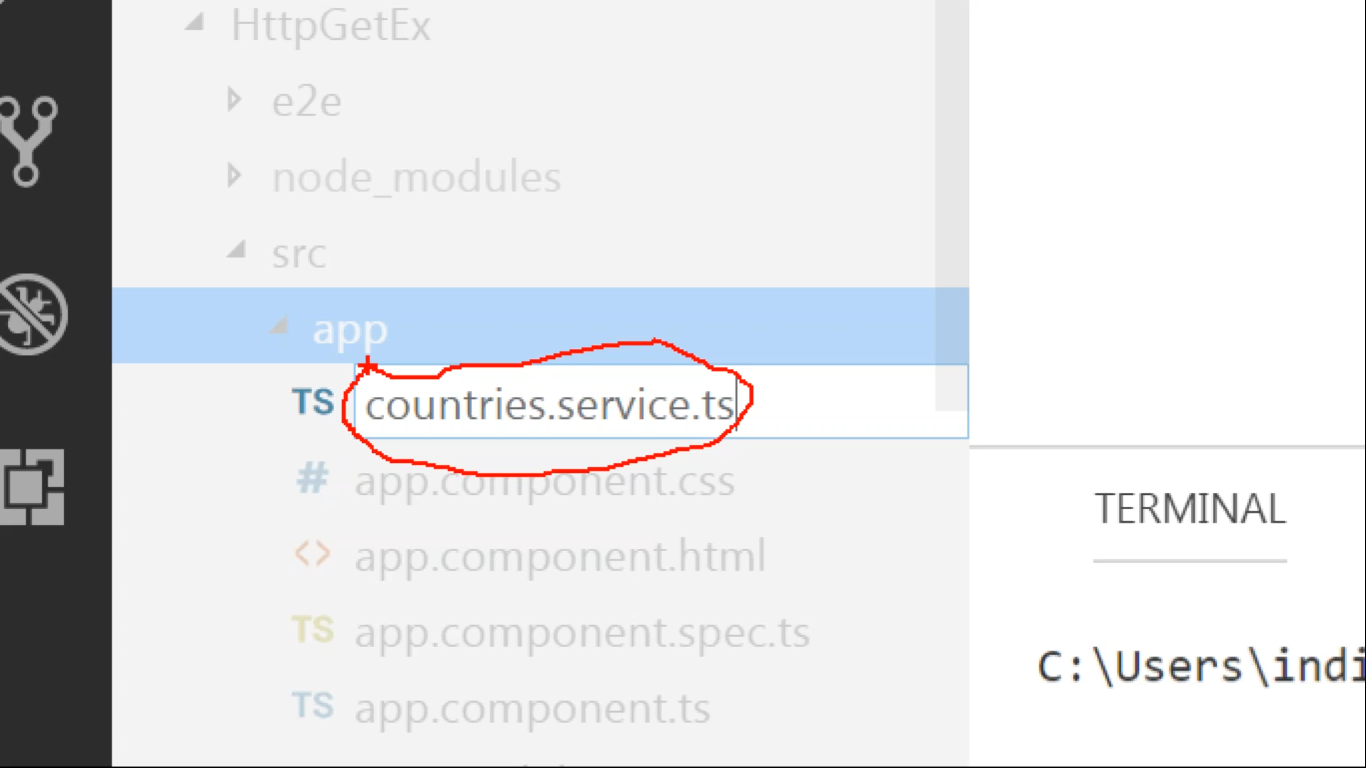 HttpGetEx
e2e
node_modules
src
app
TS countries.service.ts
# app.component.css
<> app.component.html
TS app.component.spec.ts
TS app.component.ts
TERMINAL
C:\Users\indi